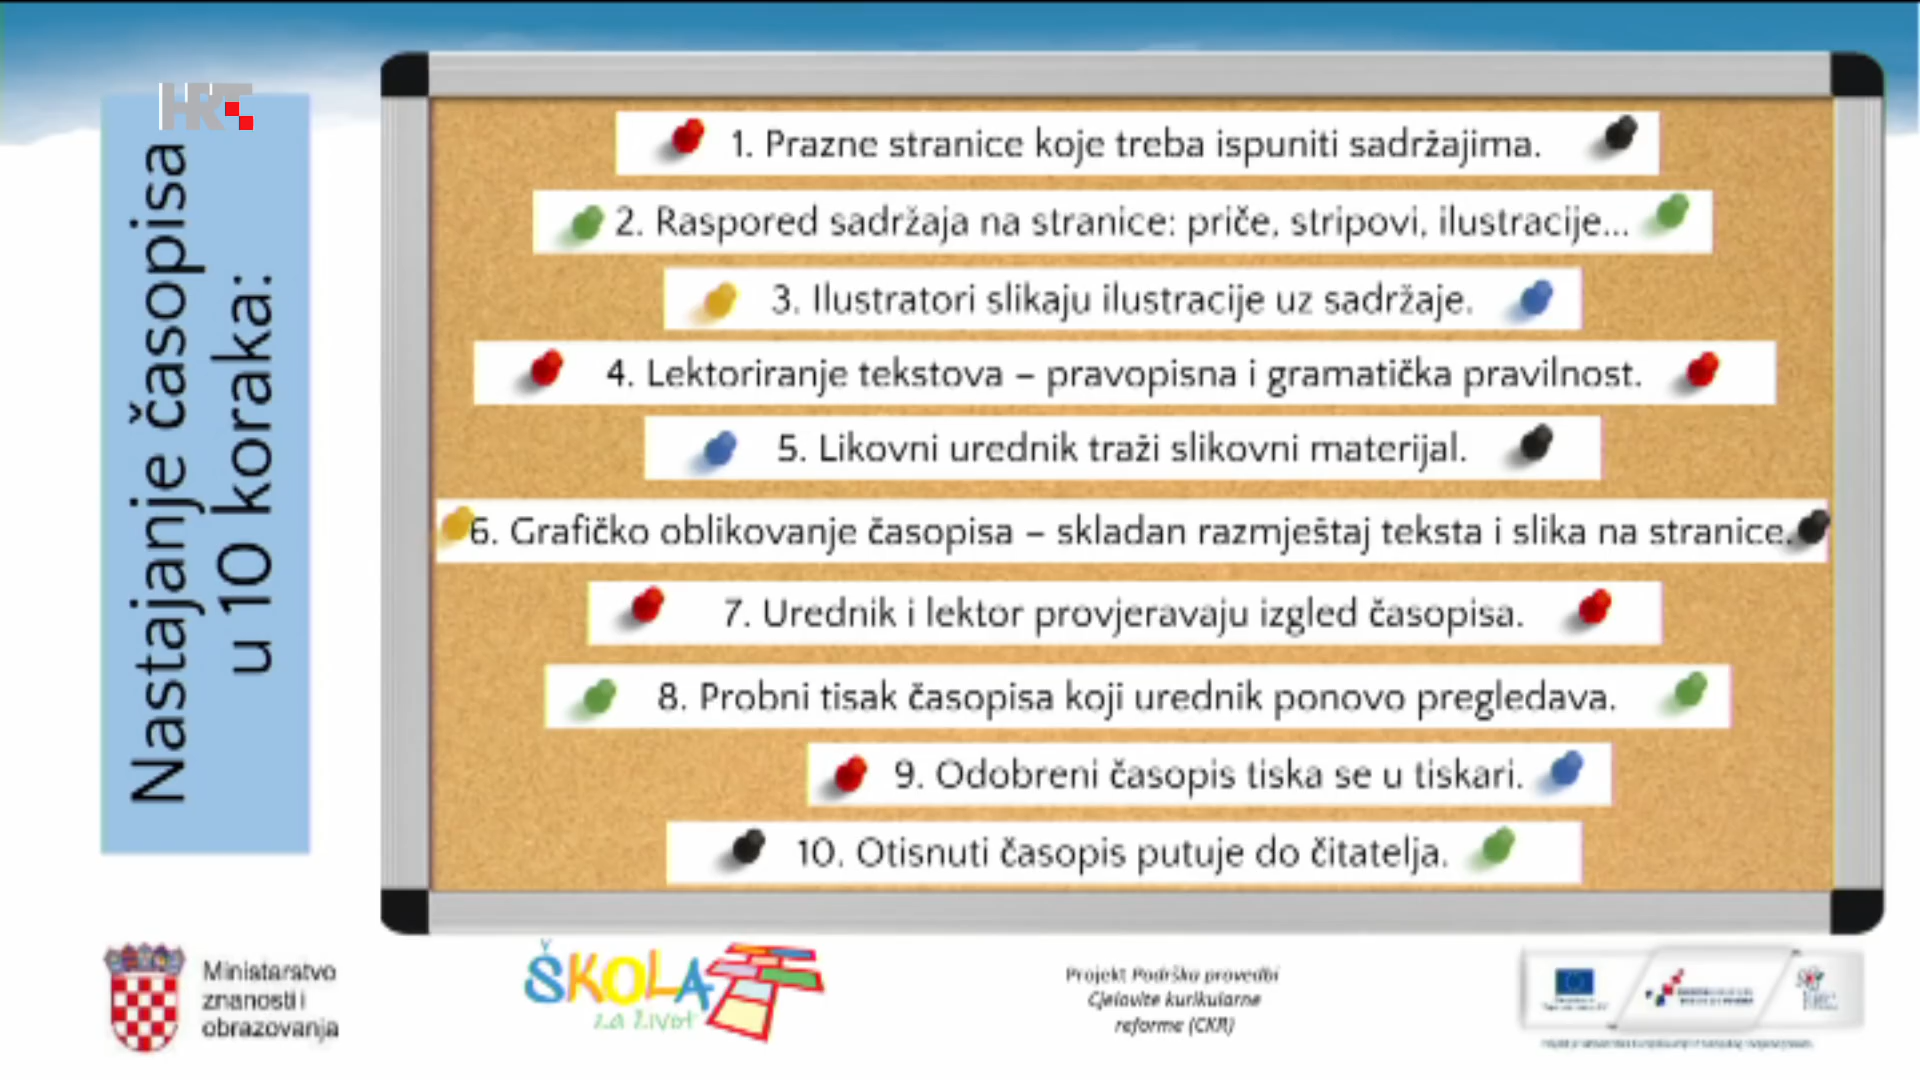 HRT
Nastajanje časopisa
u 10 koraka:
1. Prazne stranice koje treba ispuniti sadržajima.
2. Raspored sadržaja na stranice: priče, stripovi, ilustracije...
3. Ilustratori slikaju ilustracije uz sadržaje.
4. Lektoriranje tekstova – pravopisna i gramatička pravilnost.
5. Likovni urednik traži slikovni materijal.
6. Grafičko oblikovanje časopisa – skladan razmještaj teksta i slika na stranice.
7. Urednik i lektor provjeravaju izgled časopisa.
8. Probni tisak časopisa koji urednik ponovo pregledava.
9. Odobreni časopis tiska se u tiskari.
10. Otisnuti časopis putuje do čitatelja.
Ministarstvo
znanosti i
obrazovanja
ŠKOLA
za život
Projekt Podrška provedbi
Cjelovite kurikularne
reforme (CKR)